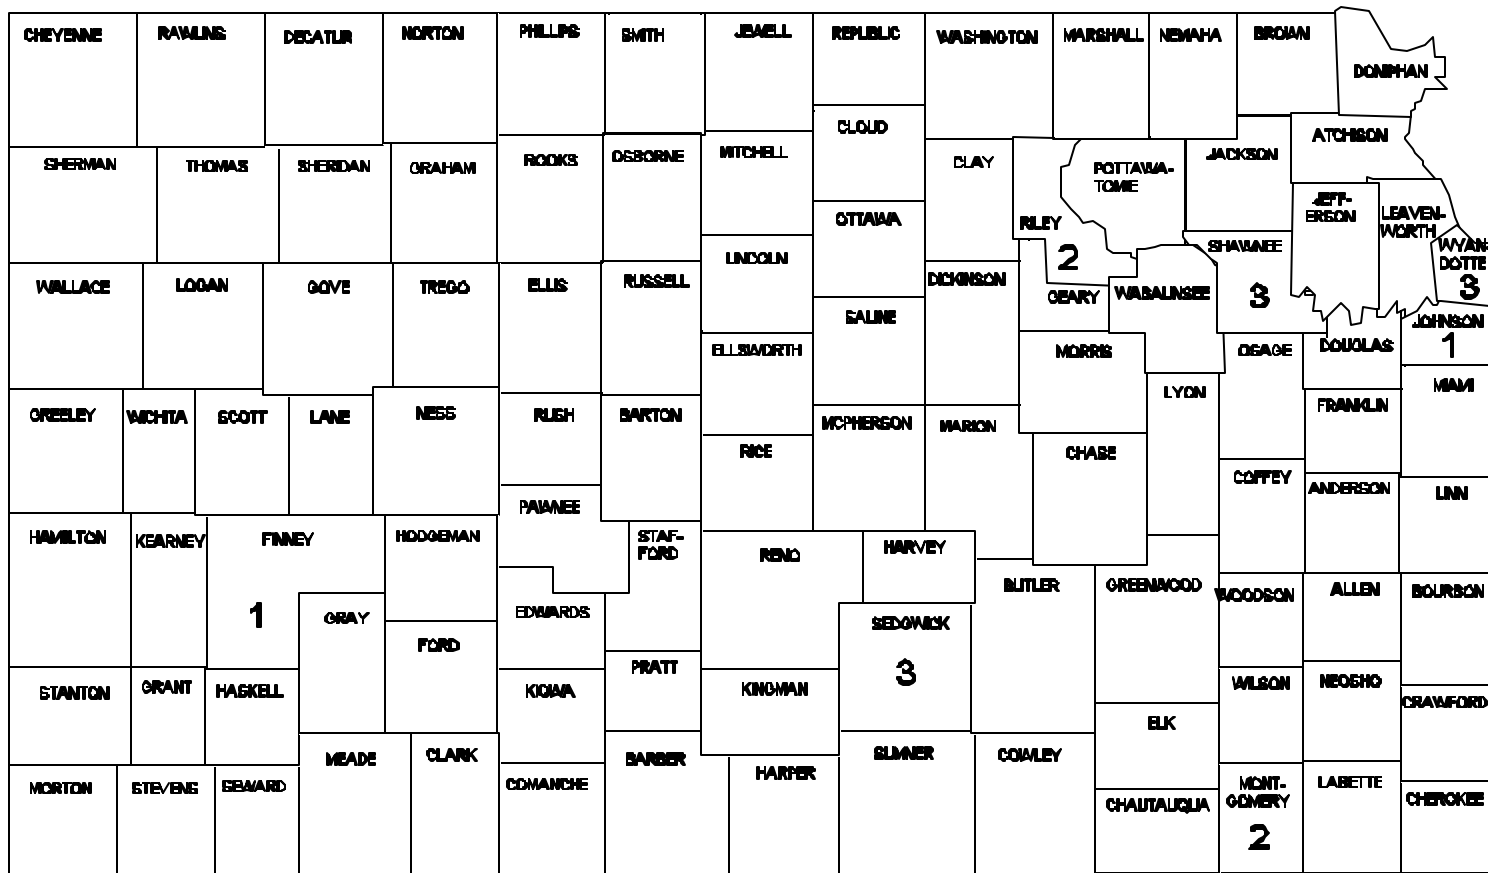 CHEYENNE
RAWLINS
DECATUR
NORTON
PHILLIPS
SMITH
JEWELL
REPUBLIC
WASHINGTON
MARSHALL
NEMAHA
BROWN
DONIPHAN
SHERMAN
THOMAS
SHERIDAN
GRAHAM
ROOKS
OSBORNE
MITCHELL
CLOUD
CLAY
RILEY
2
POTTAWA-
TOMIE
JACKSON
ATCHISON
JEFF-
ERSON
LEAVEN-
WORTH
WYAN-
DOTTE
3
OTTAWA
LINCOLN
SHAWNEE
3
WALLACE
LOGAN
GOVE
TREGO
ELLIS
RUSSELL
DICKINSON
GEARY
WABAUNSEE
SALINE
ELLSWORTH
MORRIS
OSAGE
DOUGLAS
JOHNSON
1
GREELEY
WICHITA
SCOTT
LANE
NESS
RUSH
BARTON
RICE
MCPHERSON
MARION
CHASE
LYON
FRANKLIN
MIAMI
COFFEY
ANDERSON
LINN
HAMILTON
KEARNEY
FINNEY
1
HODGEMAN
PAWNEE
STAF-
FORD
RENO
HARVEY
BUTLER
GREENWOOD
WOODSON
ALLEN
BOURBON
GRAY
FORD
EDWARDS
SEDGWICK
3
STANTON
GRANT
HASKELL
KIOWA
PRATT
KINGMAN
ELK
WILSON
NEOSHO
CRAWFORD
MORTON
STEVENS
SEWARD
MEADE
CLARK
COMANCHE
BARBER
HARPER
SUMNER
COWLEY
CHAUTAUQUA
MONT-
GOMERY
2
LABETTE
CHEROKEE